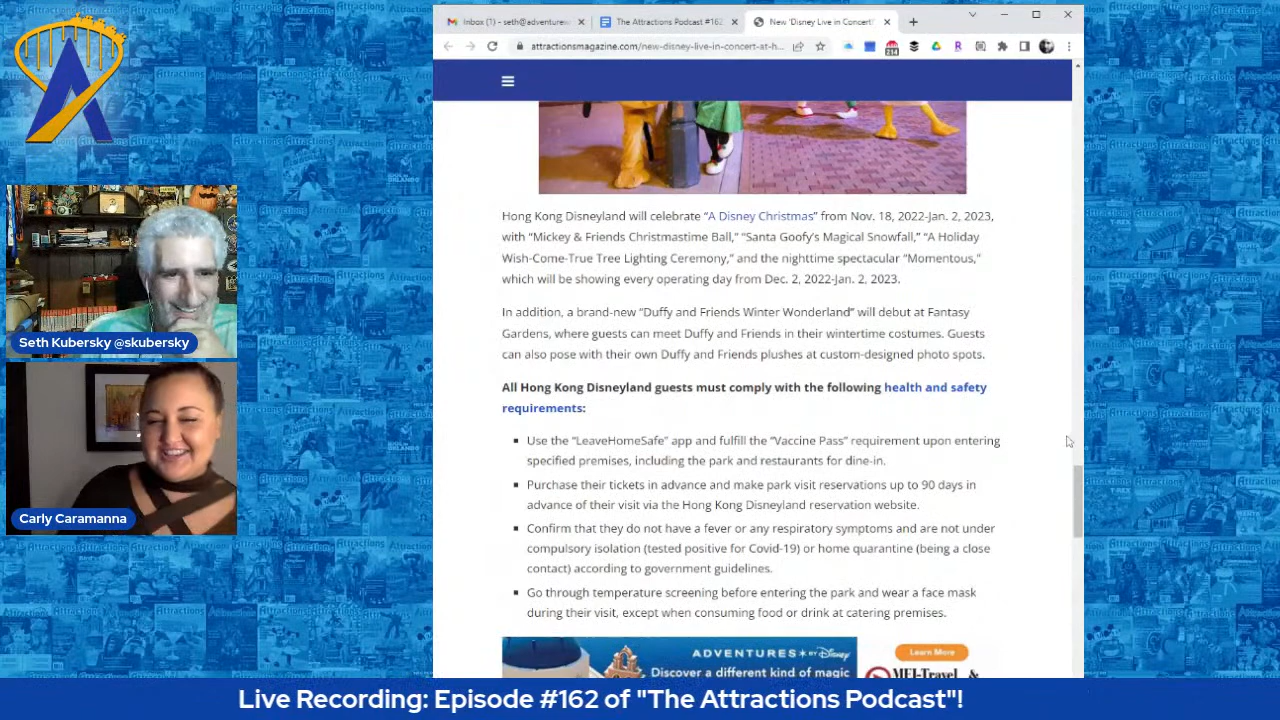 Inbox (1) - seth@adventurew
The Attractions Podcast #162
New 'Disney Live in Concert!'
attractionsmagazine.com/new-disney-live-in-concert-at-h...
214
Hong Kong Disneyland will celebrate “A Disney Christmas” from Nov. 18, 2022-Jan. 2, 2023,
with “Mickey & Friends Christmastime Ball,” “Santa Goofy’s Magical Snowfall,” “A Holiday
Wish-Come-True Tree Lighting Ceremony,” and the nighttime spectacular “Momentous,”
which will be showing every operating day from Dec. 2, 2022-Jan. 2, 2023.
In addition, a brand-new “Duffy and Friends Winter Wonderland” will debut at Fantasy
Gardens, where guests can meet Duffy and Friends in their wintertime costumes. Guests
can also pose with their own Duffy and Friends plushes at custom-designed photo spots.
All Hong Kong Disneyland guests must comply with the following health and safety
requirements:
Use the “LeaveHomeSafe” app and fulfill the “Vaccine Pass” requirement upon entering
specified premises, including the park and restaurants for dine-in.
Purchase their tickets in advance and make park visit reservations up to 90 days in
advance of their visit via the Hong Kong Disneyland reservation website.
Confirm that they do not have a fever or any respiratory symptoms and are not under
compulsory isolation (tested positive for Covid-19) or home quarantine (being a close
contact) according to government guidelines.
Go through temperature screening before entering the park and wear a face mask
during their visit, except when consuming food or drink at catering premises.
ADVENTURES BY Disney
Discover a different kind of magic
Learn More
MEI-Travel &
Seth Kubersky @skubersky
Carly Caramanna
Live Recording: Episode #162 of "The Attractions Podcast"!